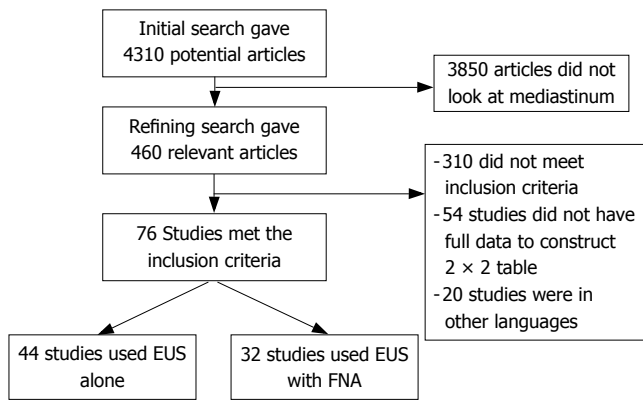 Initial search gave
4310 potential articles
3850 articles did not
look at mediastinum
Refining search gave
460 relevant articles
-310 did not meet
inclusion criteria
-54 studies did not have
full data to construct
2 × 2 table
-20 studies were in
other languages
76 Studies met the
inclusion criteria
44 studies used EUS
alone
32 studies used EUS
with FNA